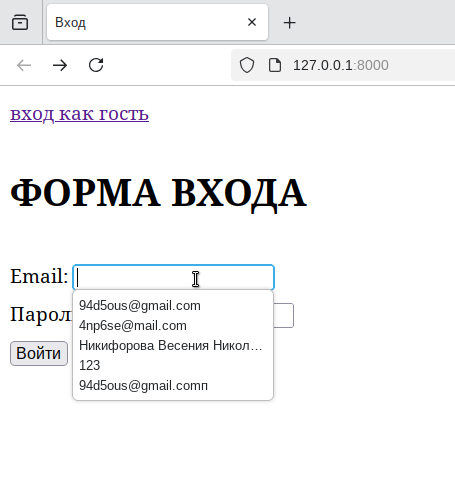 Вход
127.0.0.1:8000
вход как гость
ФОРМА ВХОДА
Email:
Парол
94d5ous@gmail.com
4np6se@mail.com
Никифорова Весения Никол…
123
94d5ous@gmail.comп
Войти